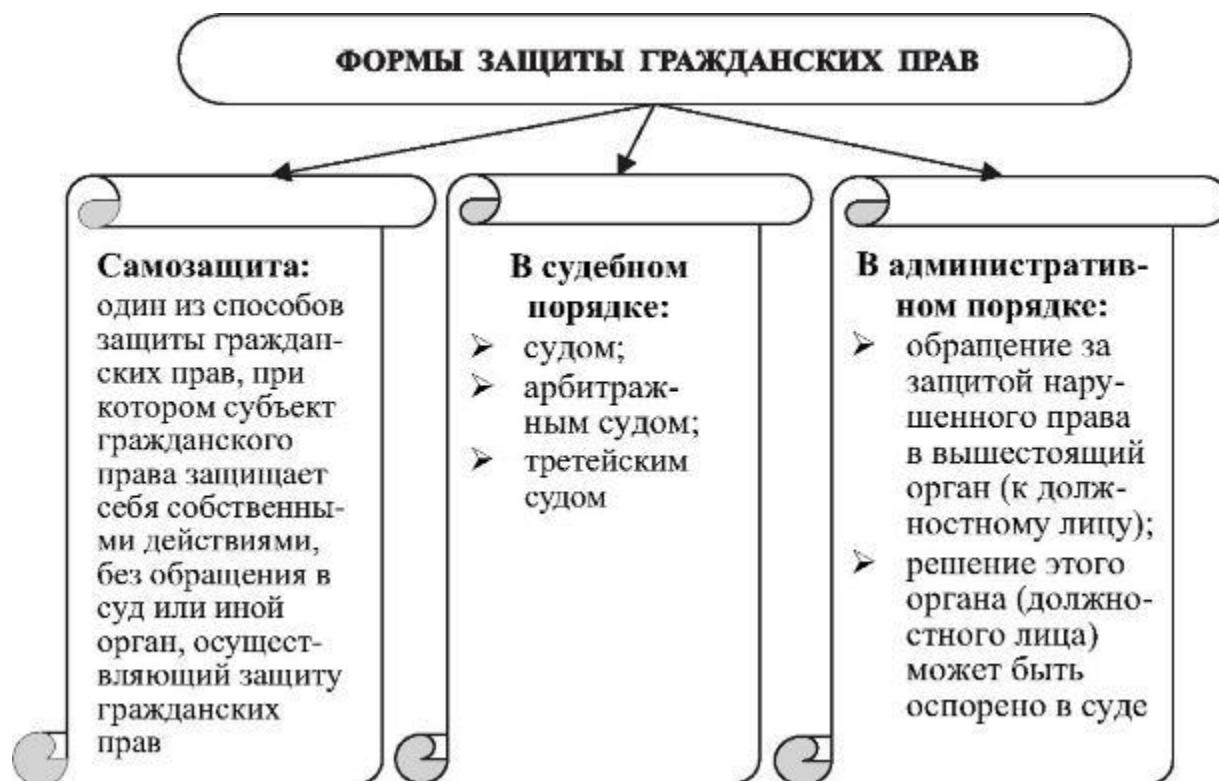 ФОРМЫ ЗАЩИТЫ ГРАЖДАНСКИХ ПРАВ
Самозащита:
один из способов
защиты граждан-
ских прав, при
котором субъект
гражданского
права защищает
себя собственны-
ми действиями,
без обращения в
суд или иной
орган, осущест-
вляющий защиту
гражданских
прав
В судебном
порядке:
➢ судом;
➢ арбитраж-
ным судом;
➢ третейским
судом
В административ-
ном порядке:
➢ обращение за
защитой нару-
шенного права
в вышестоящий
орган (к долж-
ностному лицу);
➢ решение этого
органа (должно-
стного лица)
может быть
оспорено в суде